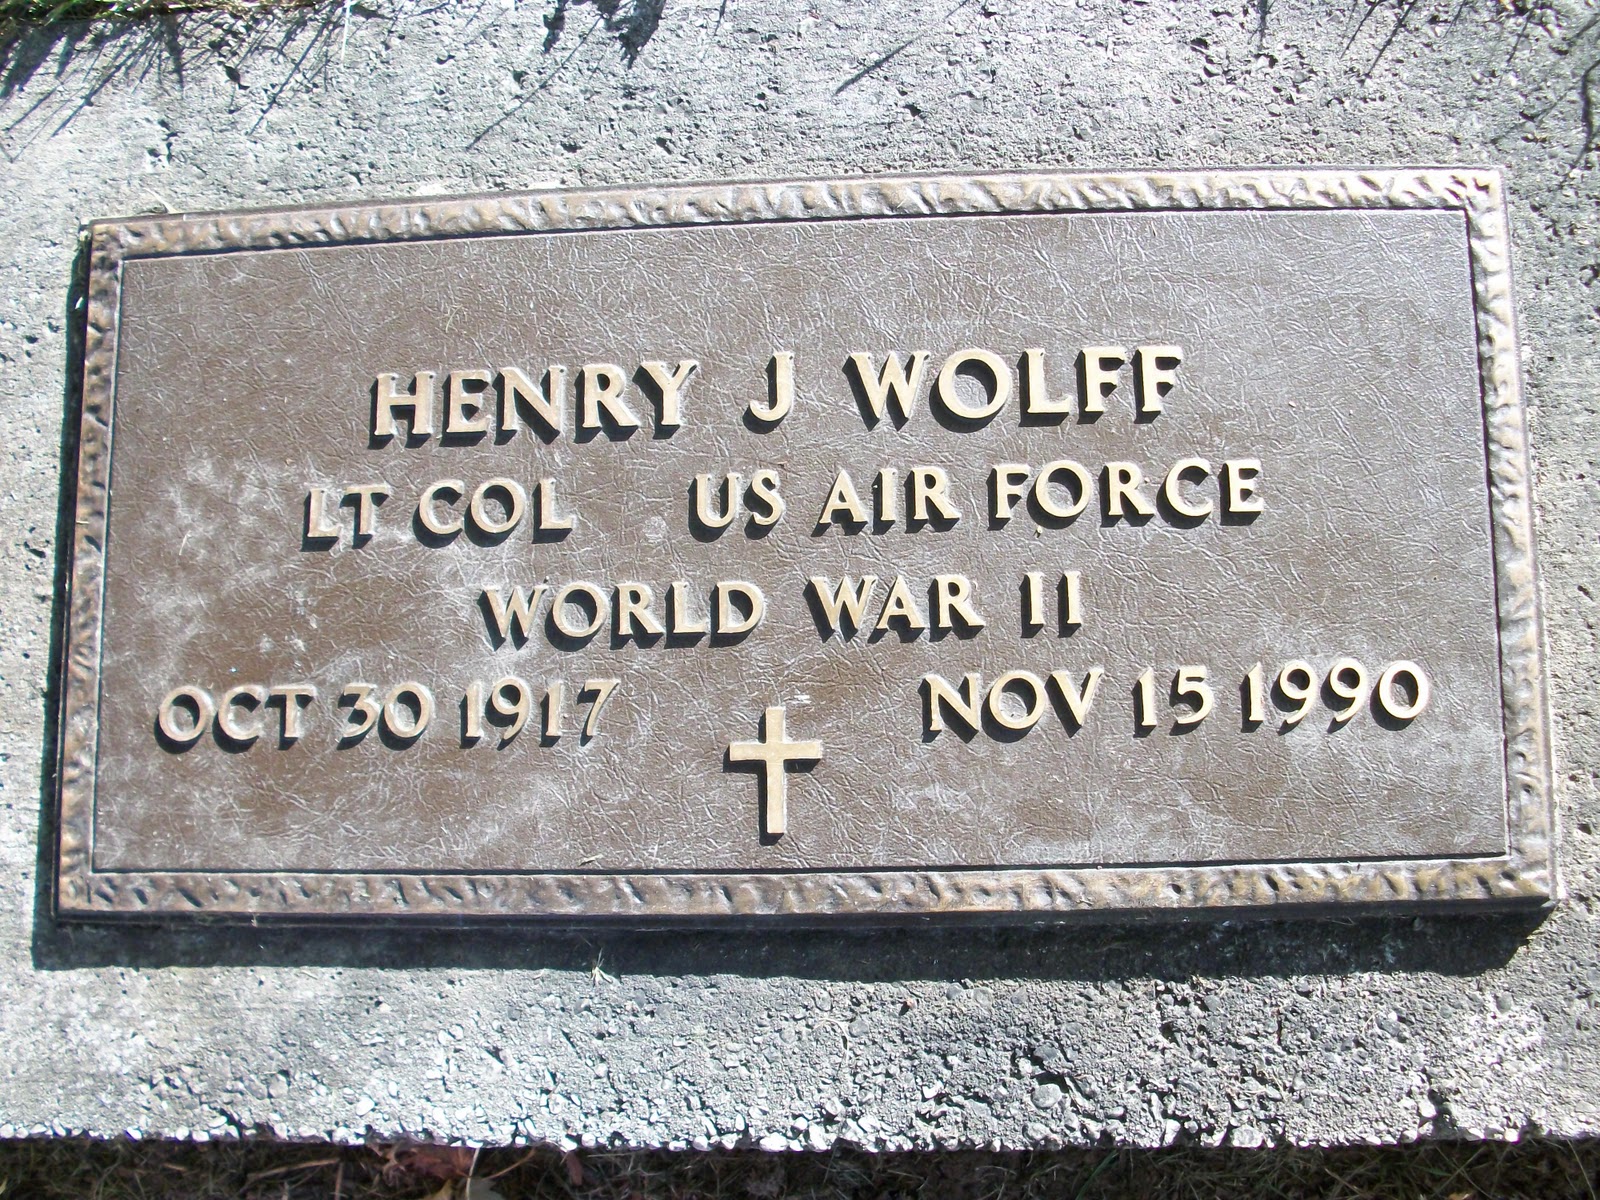 HENRY J WOLFF
LT COL US AIR FORCE
WORLD WAR II
OCT 30 1917 NOV 15 1990